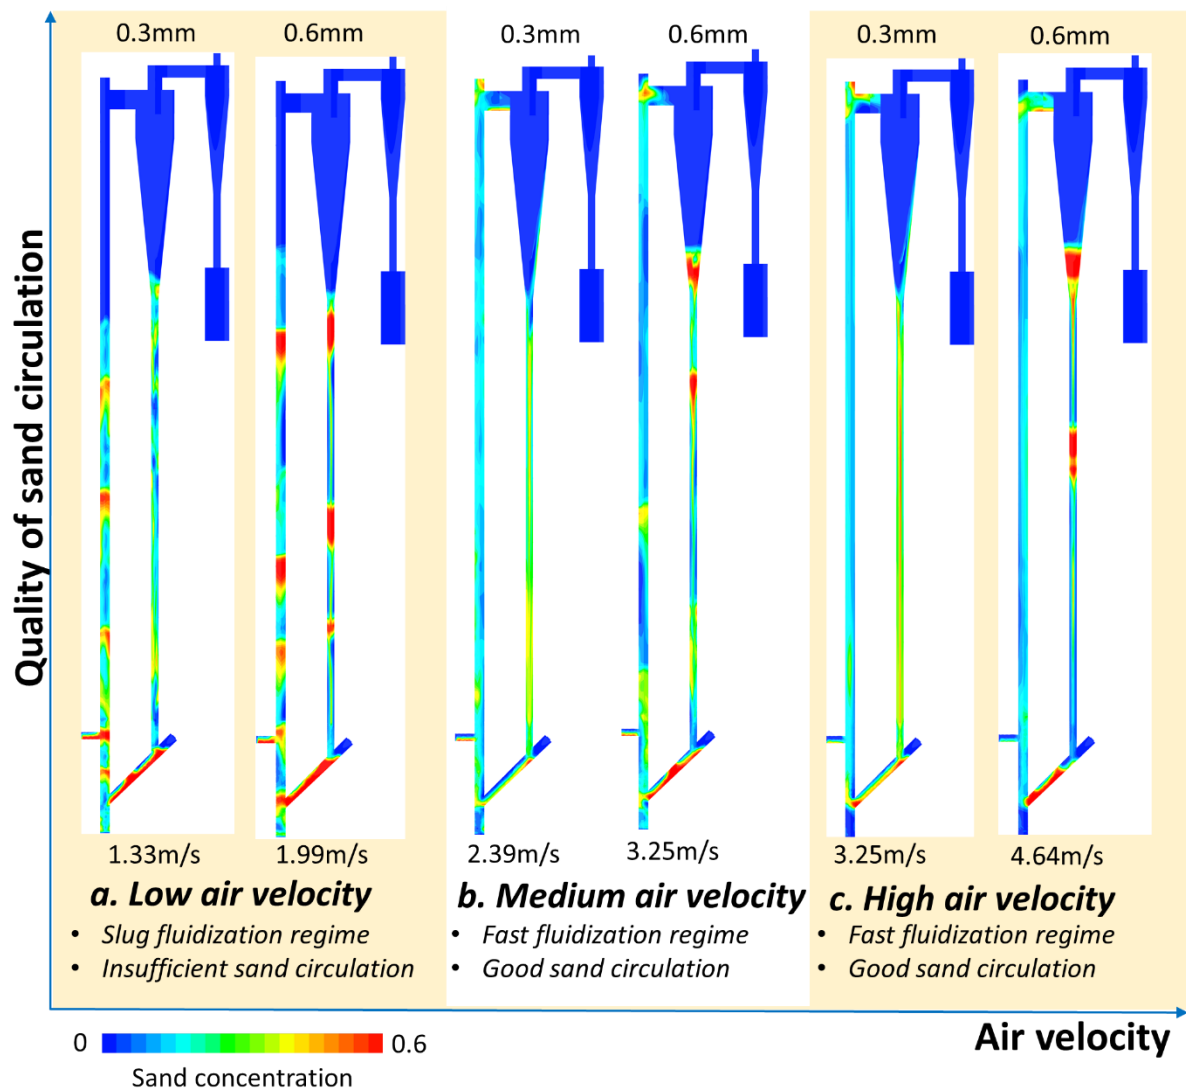 0.3mm 0.6mm 0.3mm 0.6mm 0.3mm 0.6mm
Quality of sand circulation
1.33m/s 1.99m/s 2.39m/s 3.25m/s 3.25m/s 4.64m/s
a. Low air velocity
• Slug fluidization regime
• Insufficient sand circulation
b. Medium air velocity
• Fast fluidization regime
• Good sand circulation
c. High air velocity
• Fast fluidization regime
• Good sand circulation
Air velocity
0 0.6
Sand concentration